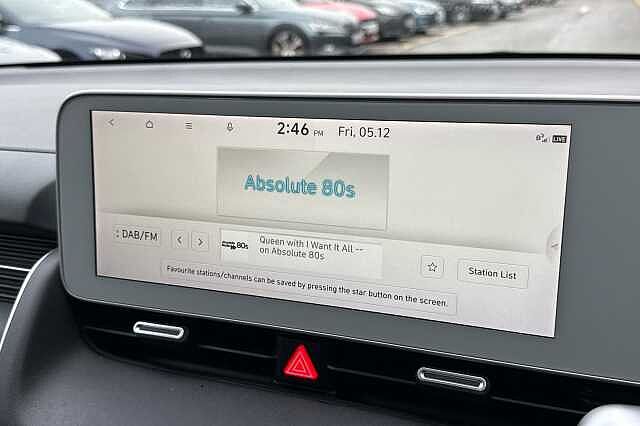 2:46 PM Fri, 05.12
LIVE
Absolute 80s
DAB/FM
80s
Queen with I Want It All --
on Absolute 80s
Station List
Favourite stations/channels can be saved by pressing the star button on the screen.